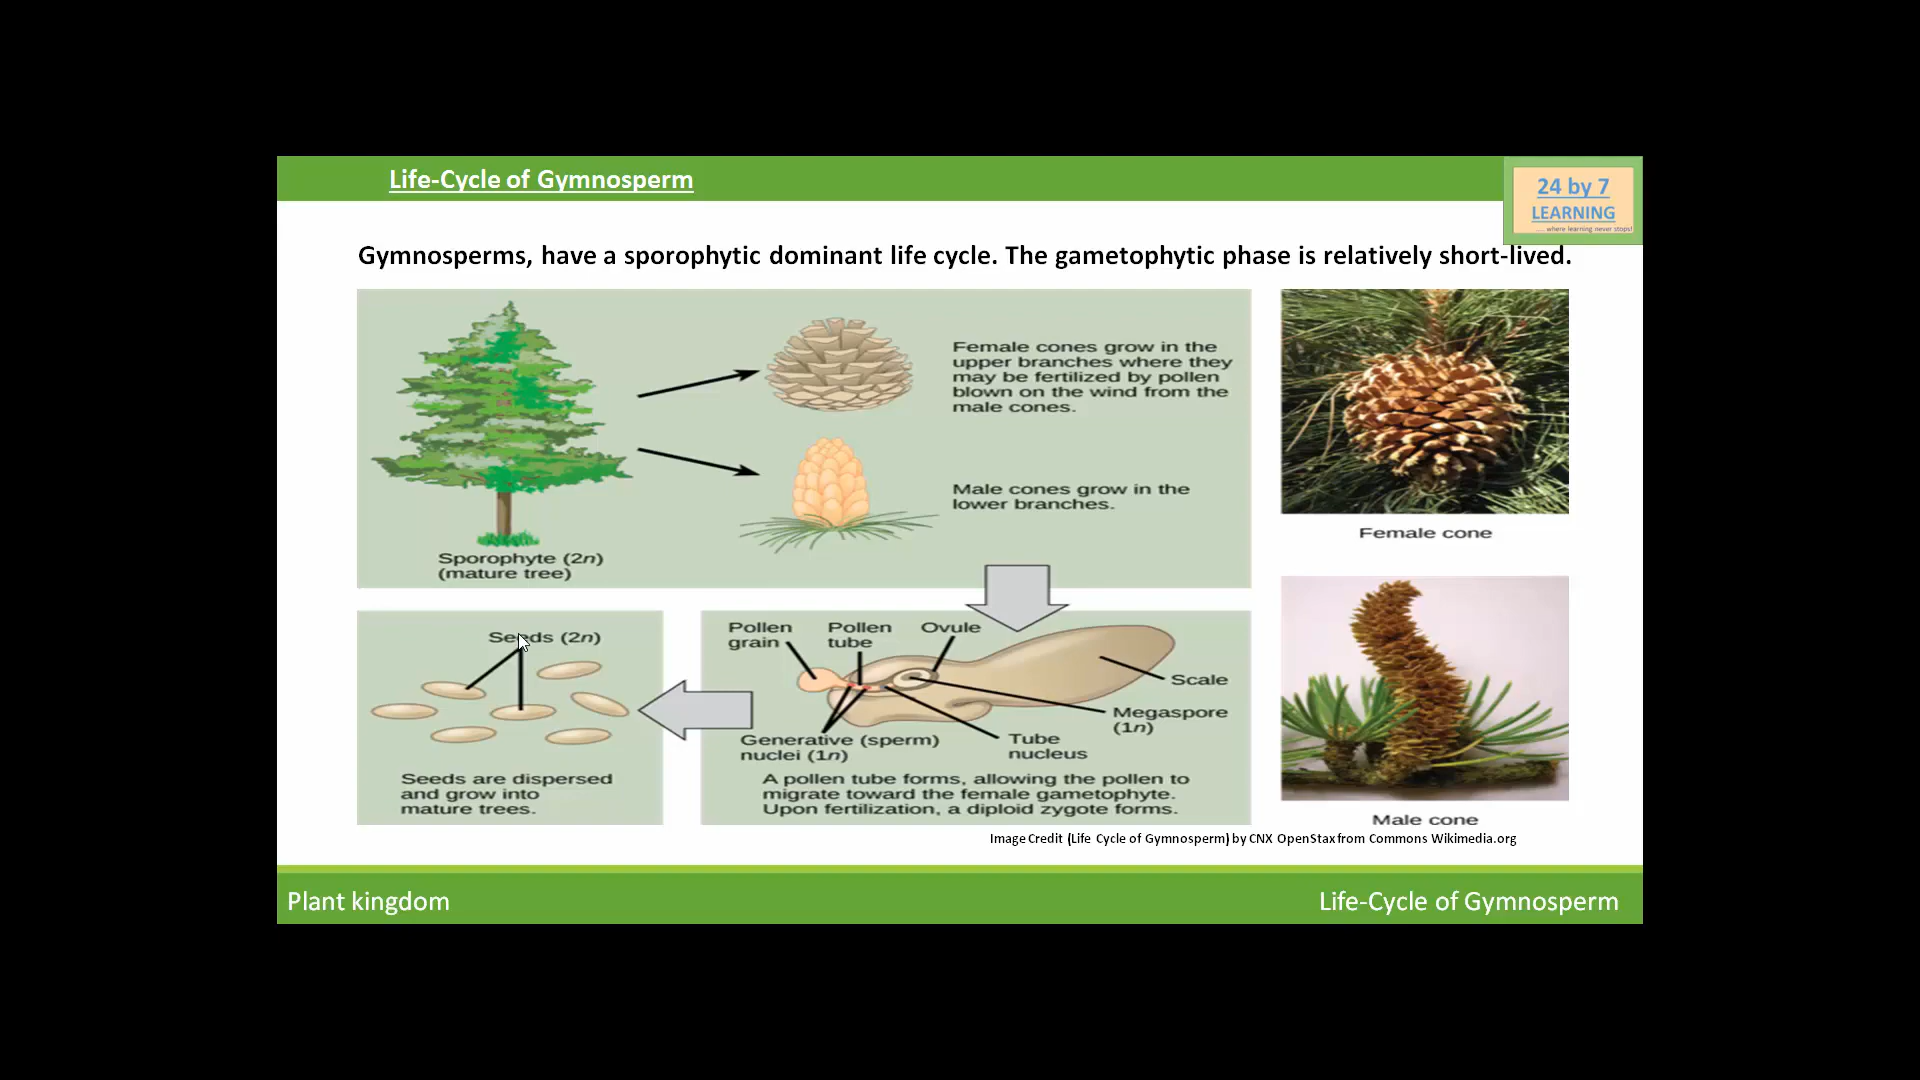 Life-Cycle of Gymnosperm
24 by 7
LEARNING
.... where learning never stops!
Gymnosperms, have a sporophytic dominant life cycle. The gametophytic phase is relatively short-lived.
Female cones grow in the
upper branches where they
may be fertilized by pollen
blown on the wind from the
male cones.
Male cones grow in the
lower branches.
Sporophyte (2n)
(mature tree)
Female cone
Seeds (2n)
Seeds are dispersed
and grow into
mature trees.
Pollen
grain
Pollen
tube
Ovule
Scale
Megaspore
(1n)
Generative (sperm)
nuclei (1n)
Tube
nucleus
A pollen tube forms, allowing the pollen to
migrate toward the female gametophyte.
Upon fertilization, a diploid zygote forms.
Male cone
Image Credit (Life Cycle of Gymnosperm) by CNX OpenStax from Commons Wikimedia.org
Plant kingdom
Life-Cycle of Gymnosperm